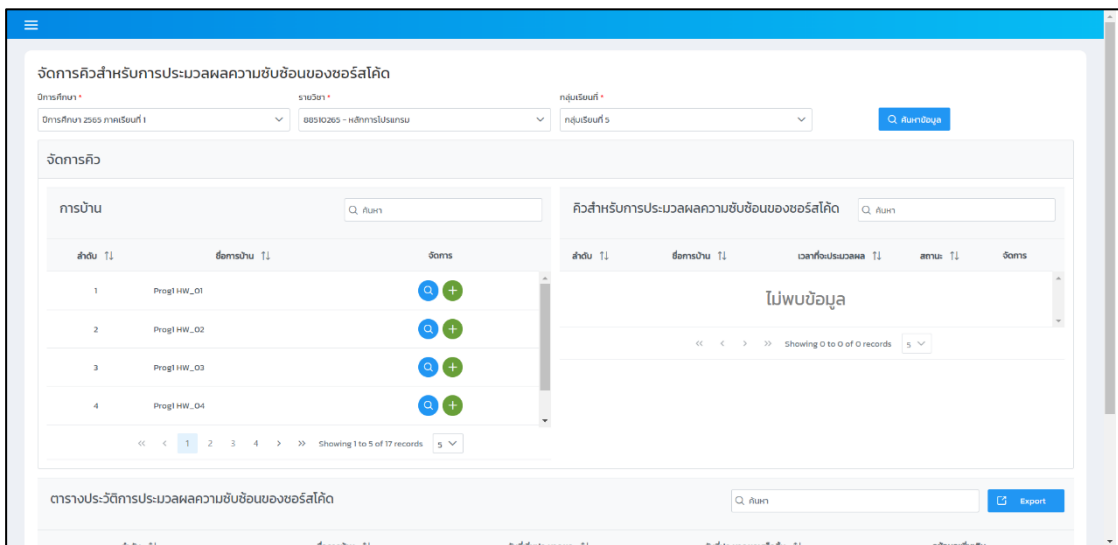 จัดการคิวสำหรับการประมวลผลความซับซ้อนของซอร์สโค้ด
ปีการศึกษา * รายวิชา * กลุ่มเรียนที่ *
ปีการศึกษา 2565 ภาคเรียนที่ 1 88510265 - หลักการโปรแกรม กลุ่มเรียนที่ 5 ค้นหาข้อมูล
จัดการคิว
การบ้าน ค้นหา
ลำดับ ชื่อการบ้าน จัดการ
1 Prog1 HW_01
2 Prog1 HW_02
3 Prog1 HW_03
4 Prog1 HW_04
<< < 1 2 3 4 > >> Showing 1 to 5 of 17 records 5
คิวสำหรับการประมวลผลความซับซ้อนของซอร์สโค้ด ค้นหา
ลำดับ ชื่อการบ้าน เวลาที่จะประมวลผล สถานะ จัดการ
ไม่พบข้อมูล
<< < > >> Showing 0 to 0 of 0 records 5
ตารางประวัติการประมวลผลความซับซ้อนของซอร์สโค้ด ค้นหา Export